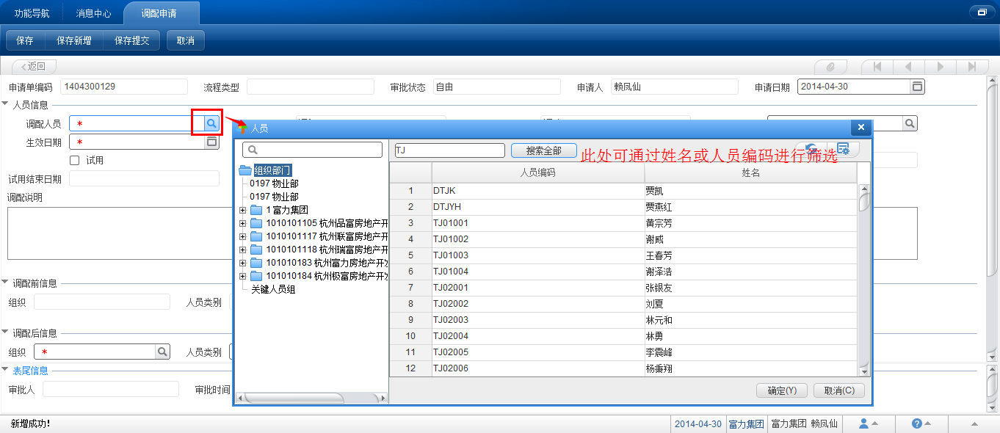 功能导航 消息中心 调配申请
保存 保存新增 保存提交 取消
返回
申请单编码 1404300129 流程类型 审批状态 自由 申请人 赖凤仙 申请日期 2014-04-30
人员信息
调配人员 *
生效日期 *
试用
试用结束日期
调配说明
调配前信息
组织 人员类别
调配后信息
组织 * 人员类别
表尾信息
审批人 审批时间
人员
TJ 搜索全部 此处可通过姓名或人员编码进行筛选
组织部门
0197 物业部
0197 物业部
1 富力集团
1010101105 杭州品富房地产开
1010101117 杭州联富房地产开
1010101118 杭州瑞富房地产开
101010183 杭州富力房地产开发
101010184 杭州极富房地产开发
关键人员组
人员编码 姓名
1 DTJK 贾凯
2 DTJYH 贾燕红
3 TJ01001 黄宗芳
4 TJ01002 谢威
5 TJ01003 王春芳
6 TJ01004 谢泽浩
7 TJ02001 张银友
8 TJ02002 刘夏
9 TJ02003 林元和
10 TJ02004 林勇
11 TJ02005 李震峰
12 TJ02006 杨秉翔
确定(Y) 取消(C)
新增成功! 2014-04-30 富力集团 富力集团 赖凤仙